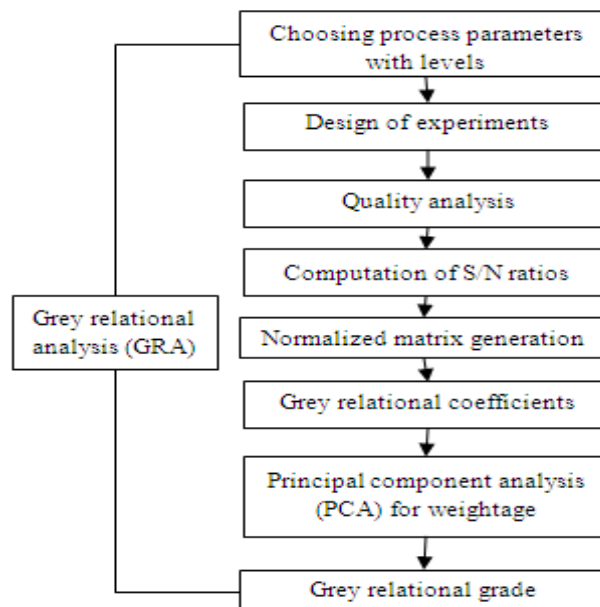 Choosing process parameters
with levels
Design of experiments
Quality analysis
Computation of S/N ratios
Grey relational
analysis (GRA)
Normalized matrix generation
Grey relational coefficients
Principal component analysis
(PCA) for weightage
Grey relational grade